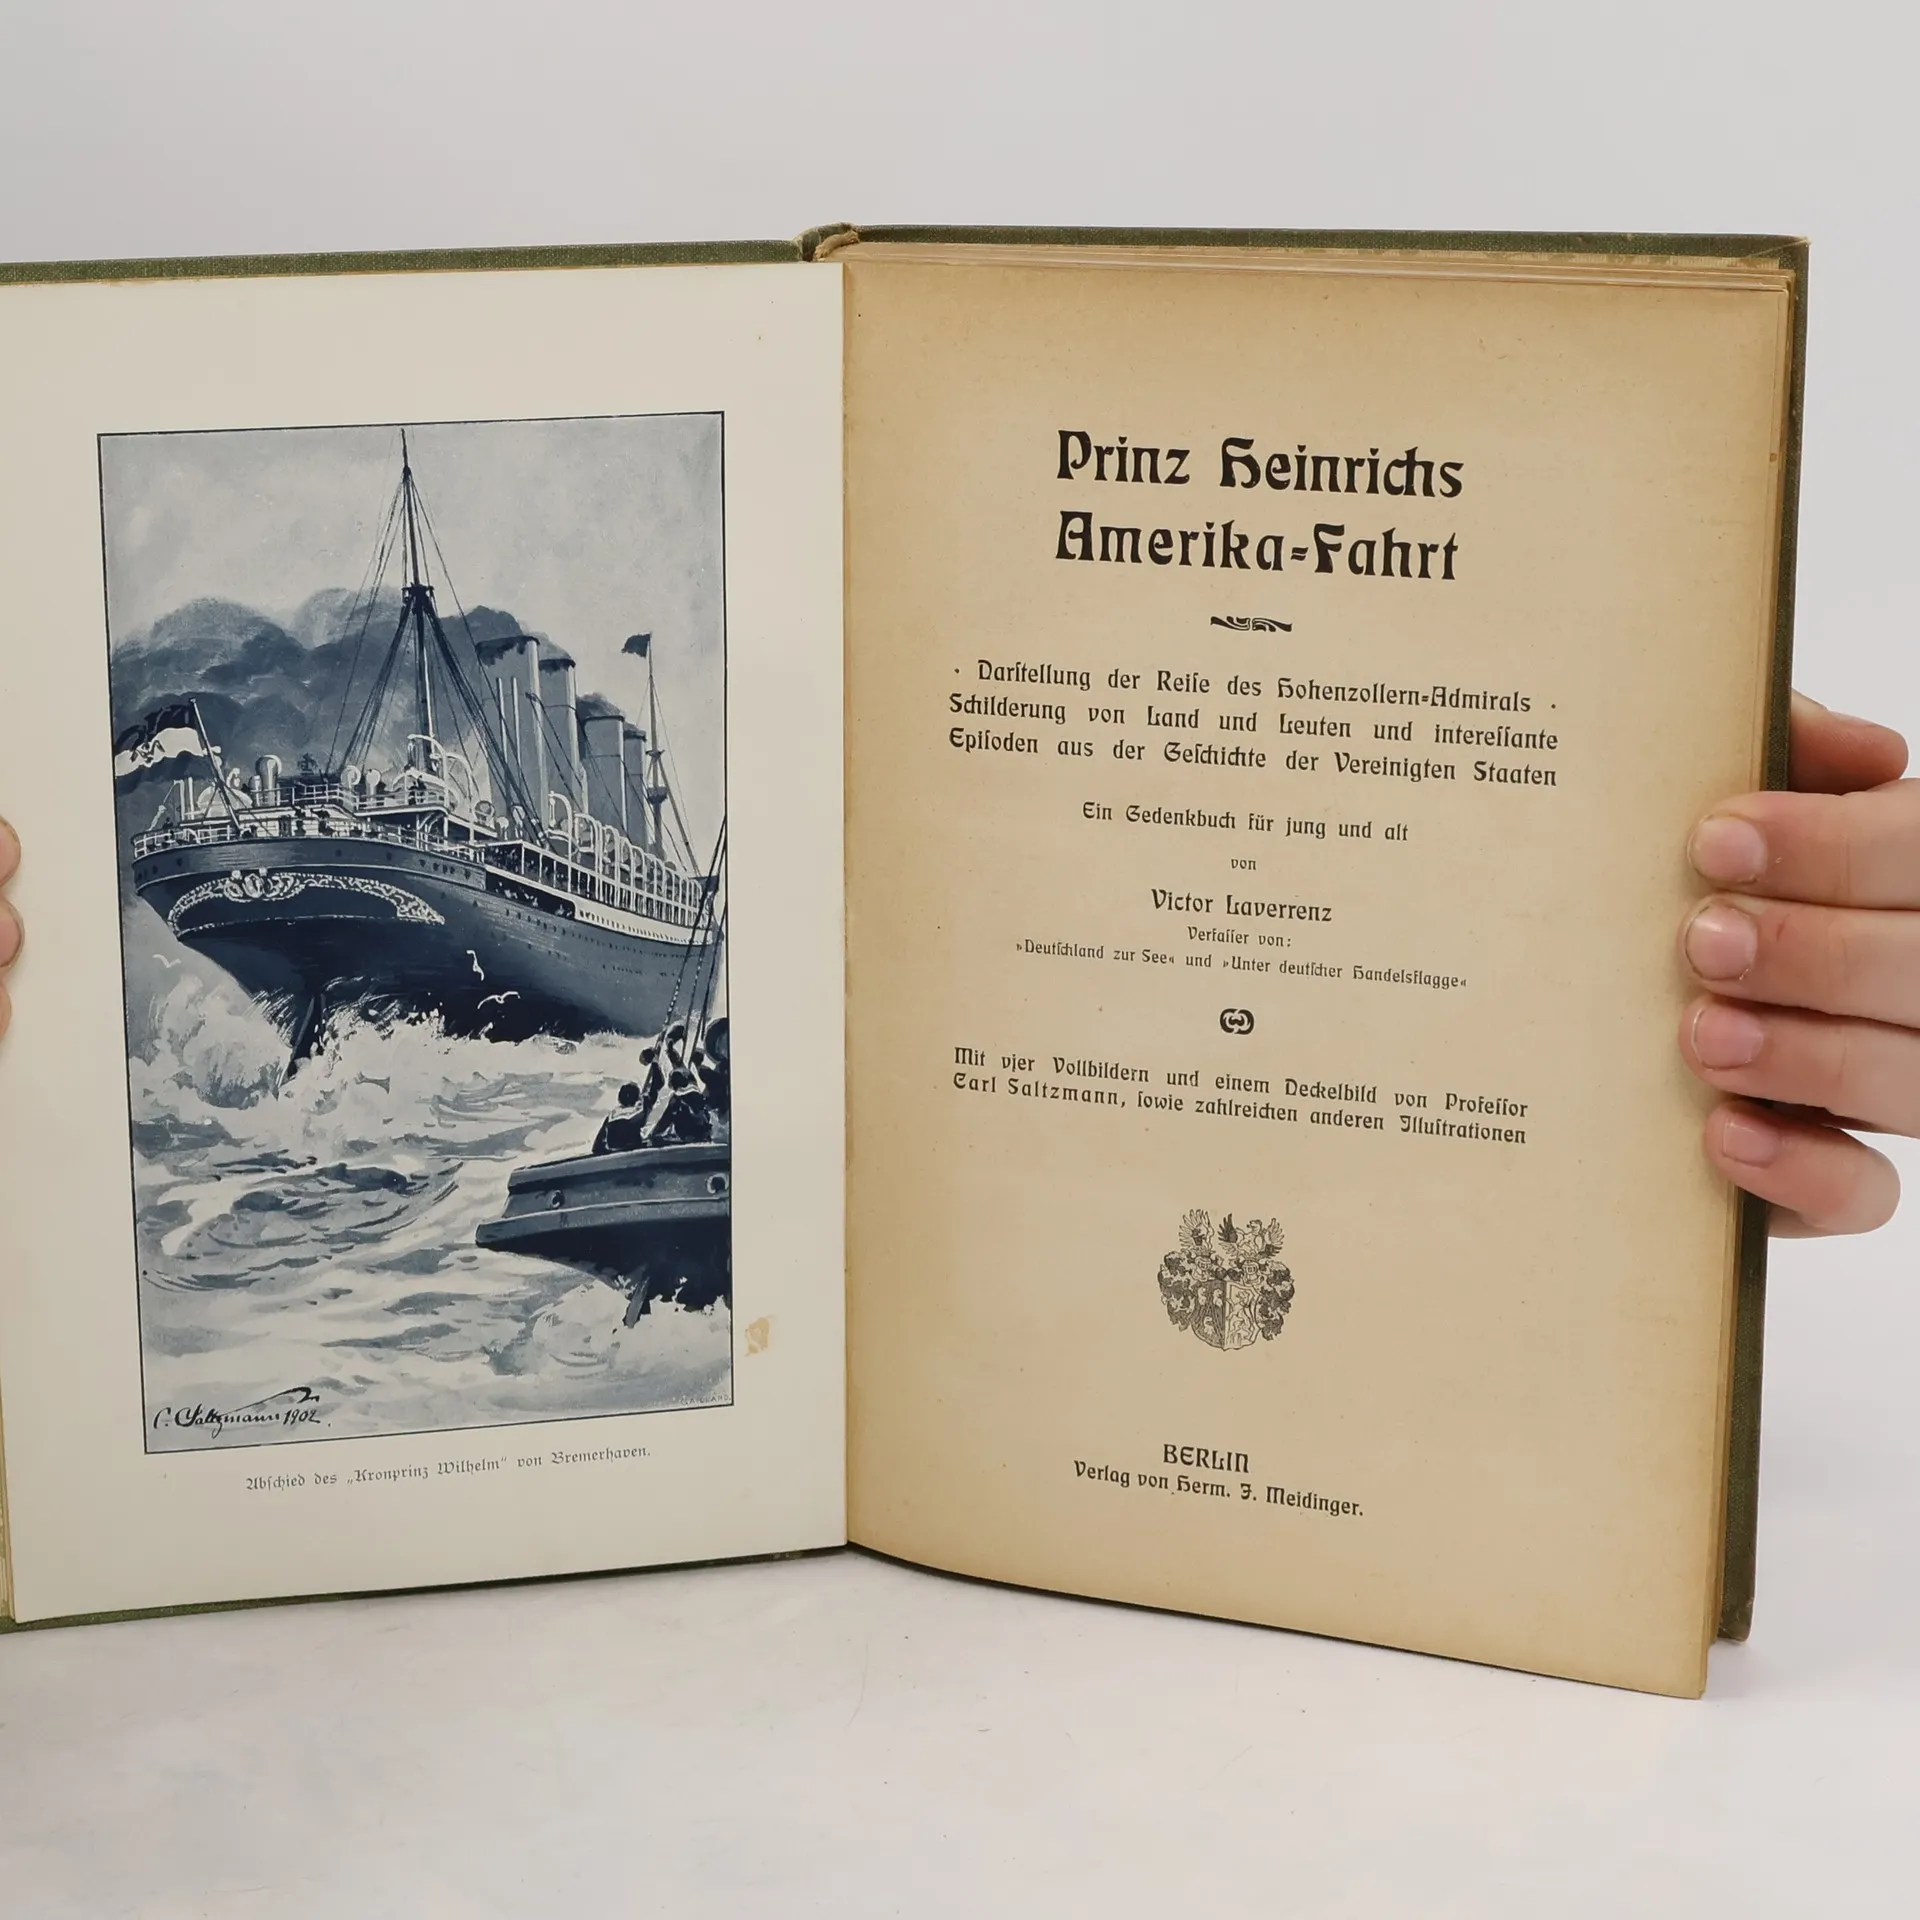 C. Saltzmann 1902.
Abſchied des „Kronprinz Wilhelm“ von Bremerhaven.
Prinz Heinrichs
Amerika=Fahrt
· Darſtellung der Reiſe des Hohenzollern=Admirals ·
Schilderung von Land und Leuten und intereſſante
Epiſoden aus der Geſchichte der Vereinigten Staaten
Ein Gedenkbuch für jung und alt
von
Victor Laverrenz
Verfaſſer von:
»Deutſchland zur See« und »Unter deutſcher Handelsflagge«
Mit vier Vollbildern und einem Deckelbild von Profeſſor
Carl Saltzmann, ſowie zahlreichen anderen Illuſtrationen
BERLIN
Verlag von Herm. J. Meidinger.